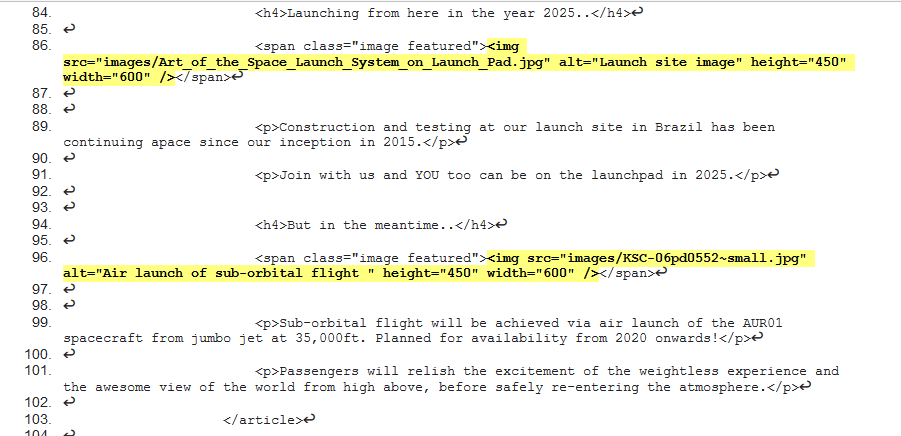 84. <h4>Launching from here in the year 2025..</h4>↩
85. ↩
86. <span class="image featured"><img
src="images/Art_of_the_Space_Launch_System_on_Launch_Pad.jpg" alt="Launch site image" height="450"
width="600" /></span>↩
87. ↩
88. ↩
89. <p>Construction and testing at our launch site in Brazil has been
continuing apace since our inception in 2015.</p>↩
90. ↩
91. <p>Join with us and YOU too can be on the launchpad in 2025.</p>↩
92. ↩
93. ↩
94. <h4>But in the meantime..</h4>↩
95. ↩
96. <span class="image featured"><img src="images/KSC-06pd0552~small.jpg"
alt="Air launch of sub-orbital flight " height="450" width="600" /></span>↩
97. ↩
98. ↩
99. <p>Sub-orbital flight will be achieved via air launch of the AUR01
spacecraft from jumbo jet at 35,000ft. Planned for availability from 2020 onwards!</p>↩
100. ↩
101. <p>Passengers will relish the excitement of the weightless experience and
the awesome view of the world from high above, before safely re-entering the atmosphere.</p>↩
102. ↩
103. </article>↩
104. ↩